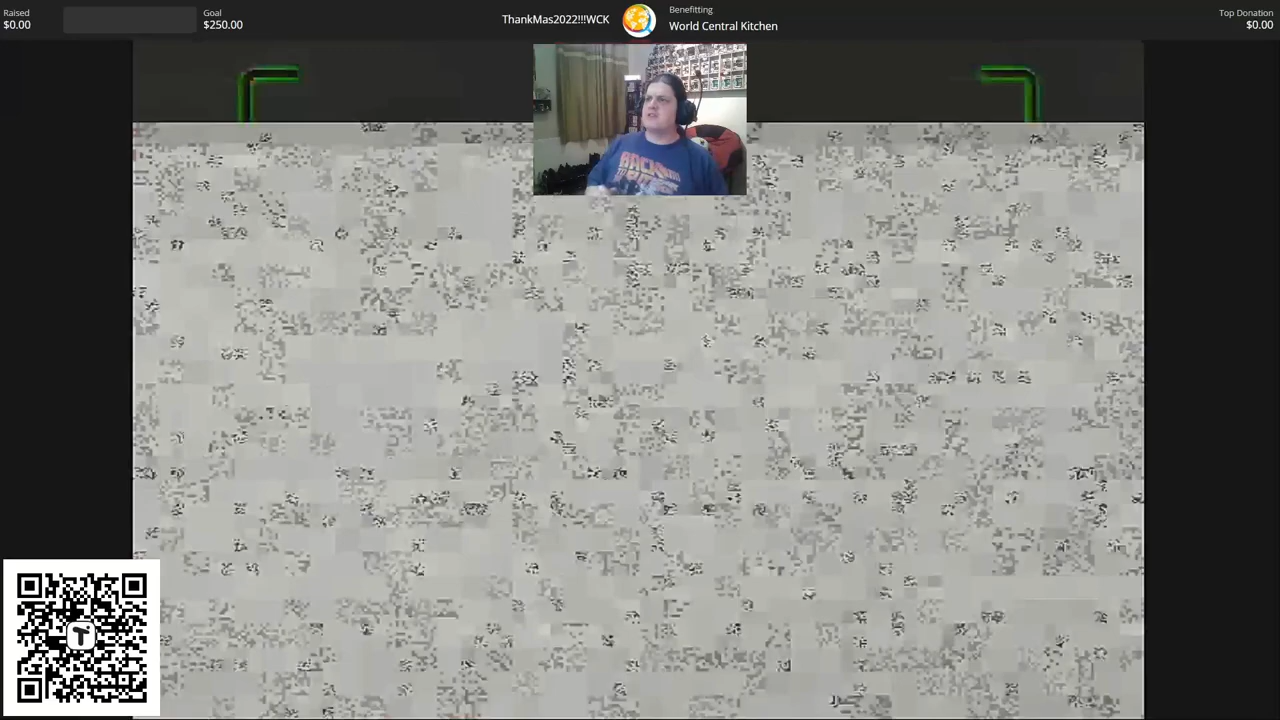 Raised
$0.00
Goal
$250.00
ThankMas2022!!!WCK
Benefitting
World Central Kitchen
Top Donation
$0.00
T